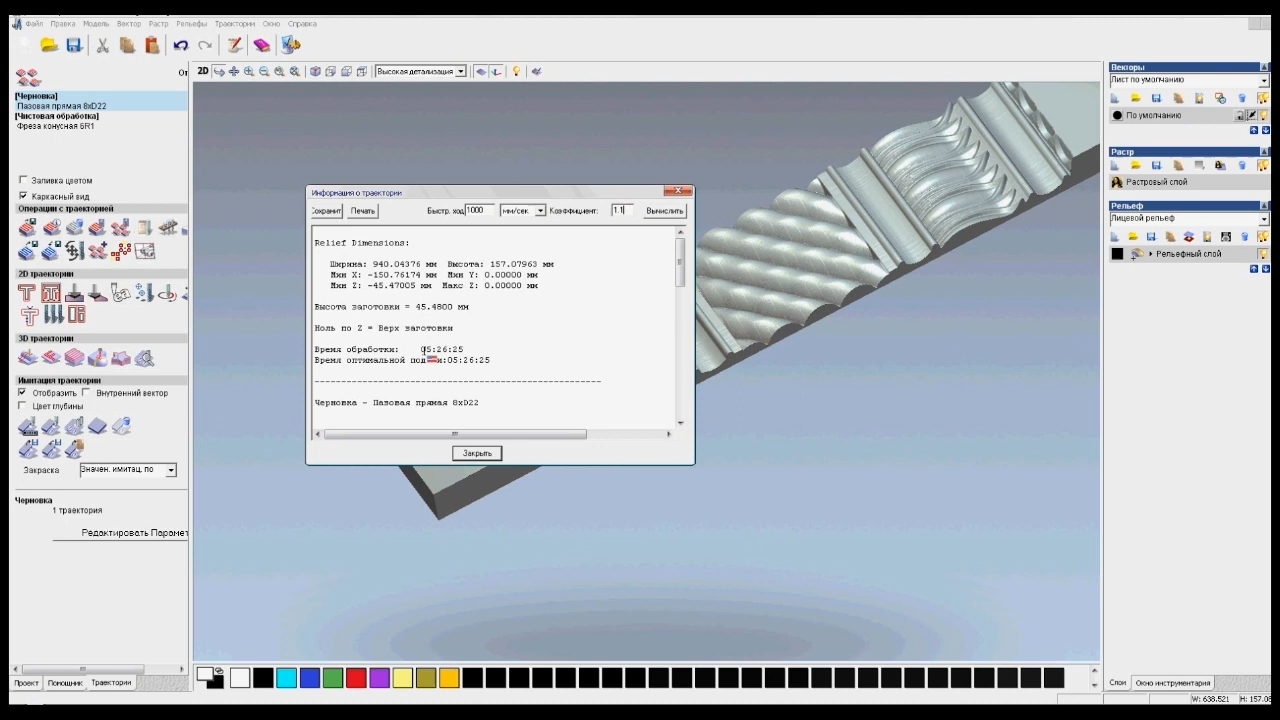 Файл Правка Модель Вектор Растр Рельефы Траектории Окно Справка
2D
Высокая детализация
От
[Черновка]
Пазовая прямая 8xD22
[Чистовая обработка]
Фреза конусная 6R1
Заливка цветом
Каркасный вид
Операции с траекторией
2D траектории
3D траектории
Имитация траектории
Отобразить Внутренний вектор
Цвет глубины
Закраска Значен. имитац. по
Черновка
1 траектория
Редактировать Парамет
Проект Помощник Траектории
Информация о траектории
Сохранит Печать Быстр. ход 1000 мм/сек. Коэффициент: 1.1 Вычислить
Relief Dimensions:
Ширина: 940.04376 мм Высота: 157.07963 мм
Мин X: -150.76174 мм Мин Y: 0.00000 мм
Мин Z: -45.47005 мм Макс Z: 0.00000 мм
Высота заготовки = 45.4800 мм
Ноль по Z = Верх заготовки
Время обработки: 05:26:25
Время оптимальной под и:05:26:25
------------------------------------------------------
Черновка - Пазовая прямая 8xD22
Закрыть
Векторы
Лист по умолчанию
По умолчанию
Растр
Растровый слой
Рельеф
Лицевой рельеф
Рельефный слой
Слои Окно инструментария
W: 638.521 H: 157.08